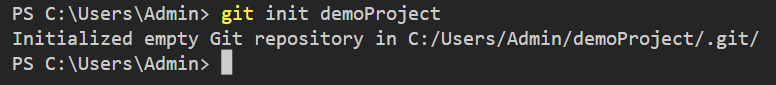 PS C:\Users\Admin> git init demoProject
Initialized empty Git repository in C:/Users/Admin/demoProject/.git/
PS C:\Users\Admin>